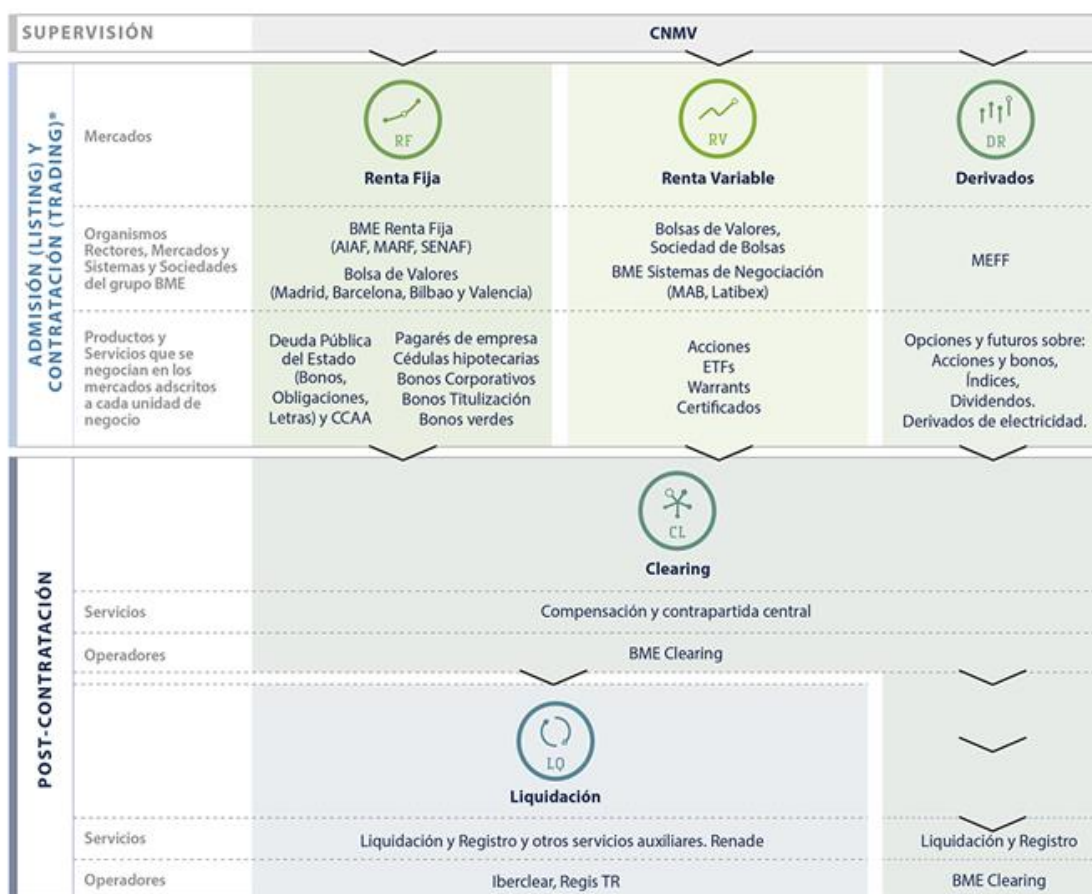 SUPERVISIÓN
CNMV
ADMISIÓN (LISTING) Y
CONTRATACIÓN (TRADING)*
Mercados
RF
Renta Fija
RV
Renta Variable
DR
Derivados
Organismos
Rectores, Mercados y
Sistemas y Sociedades
del grupo BME
BME Renta Fija
(AIAF, MARF, SENAF)
Bolsa de Valores
(Madrid, Barcelona, Bilbao y Valencia)
Bolsas de Valores,
Sociedad de Bolsas
BME Sistemas de Negociación
(MAB, Latibex)
MEFF
Productos y
Servicios que se
negocian en los
mercados adscritos
a cada unidad de
negocio
Deuda Pública
del Estado
(Bonos,
Obligaciones,
Letras) y CCAA
Pagarés de empresa
Cédulas hipotecarias
Bonos Corporativos
Bonos Titulización
Bonos verdes
Acciones
ETFs
Warrants
Certificados
Opciones y futuros sobre:
Acciones y bonos,
Índices,
Dividendos.
Derivados de electricidad.
POST-CONTRATACIÓN
CL
Clearing
Servicios
Compensación y contrapartida central
Operadores
BME Clearing
LQ
Liquidación
Servicios
Liquidación y Registro y otros servicios auxiliares. Renade
Liquidación y Registro
Operadores
Iberclear, Regis TR
BME Clearing